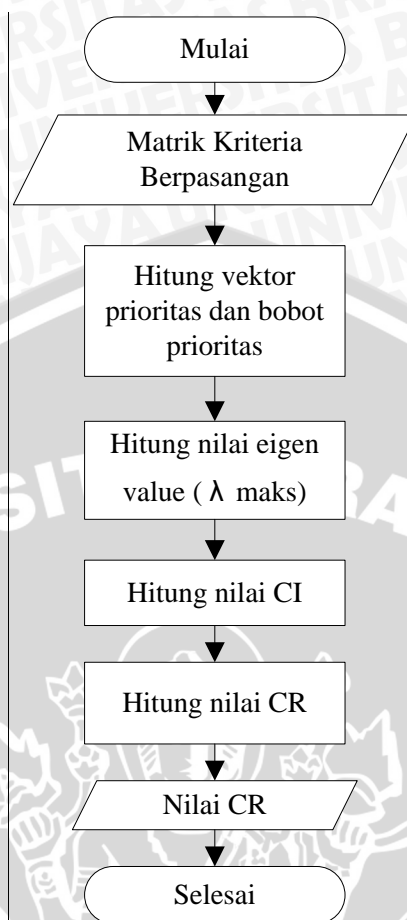 Mulai
Matrik Kriteria
Berpasangan
Hitung vektor
prioritas dan bobot
prioritas
Hitung nilai eigen
value ( λ maks)
Hitung nilai CI
Hitung nilai CR
Nilai CR
Selesai